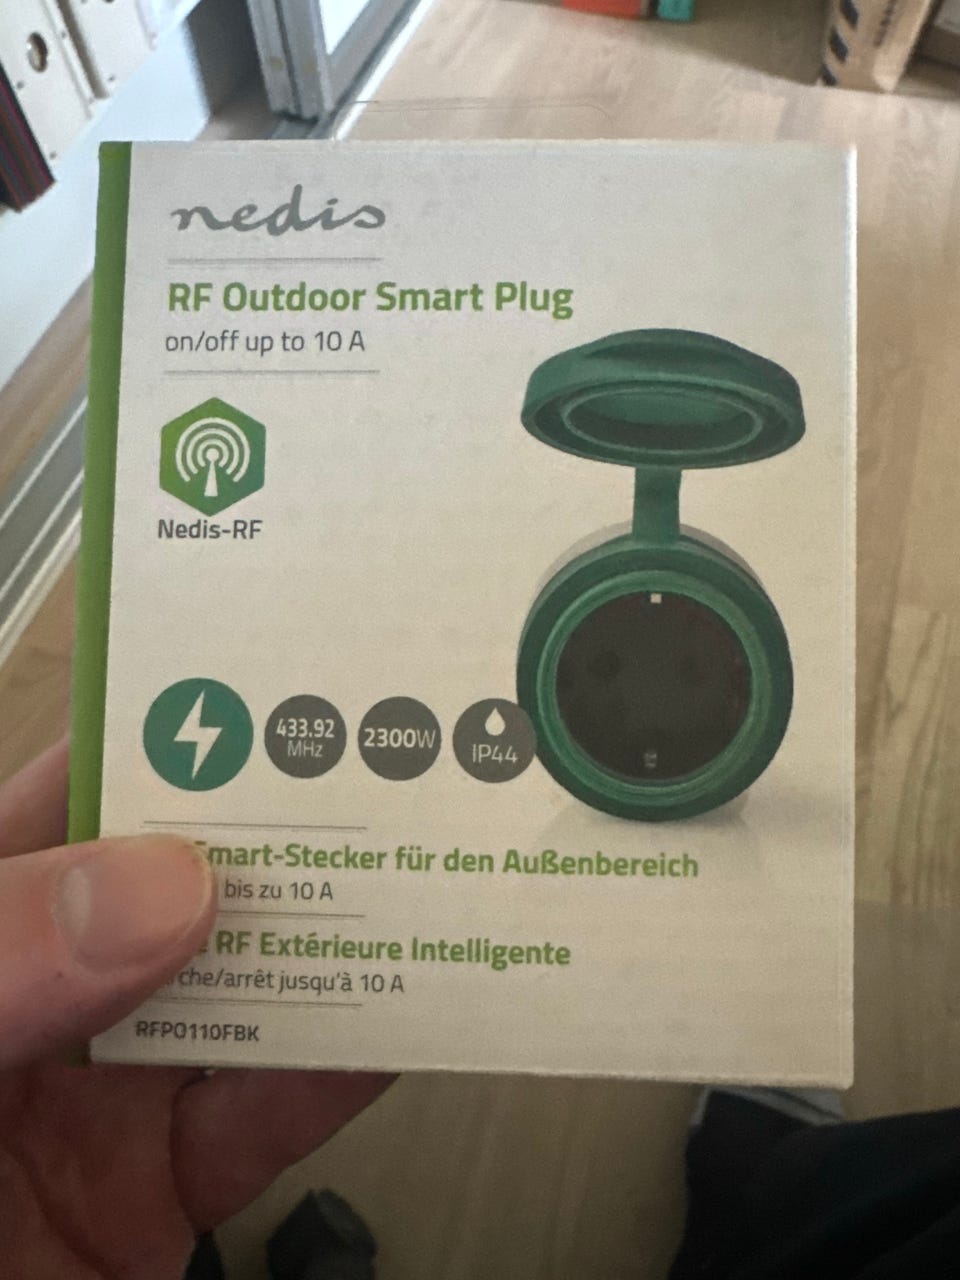 nedis
RF Outdoor Smart Plug
on/off up to 10 A
Nedis-RF
433.92
MHz
2300W
IP44
Smart-Stecker für den Außenbereich
bis zu 10 A
RF Extérieure Intelligente
che/arrêt jusqu'à 10 A
RFPO110FBK